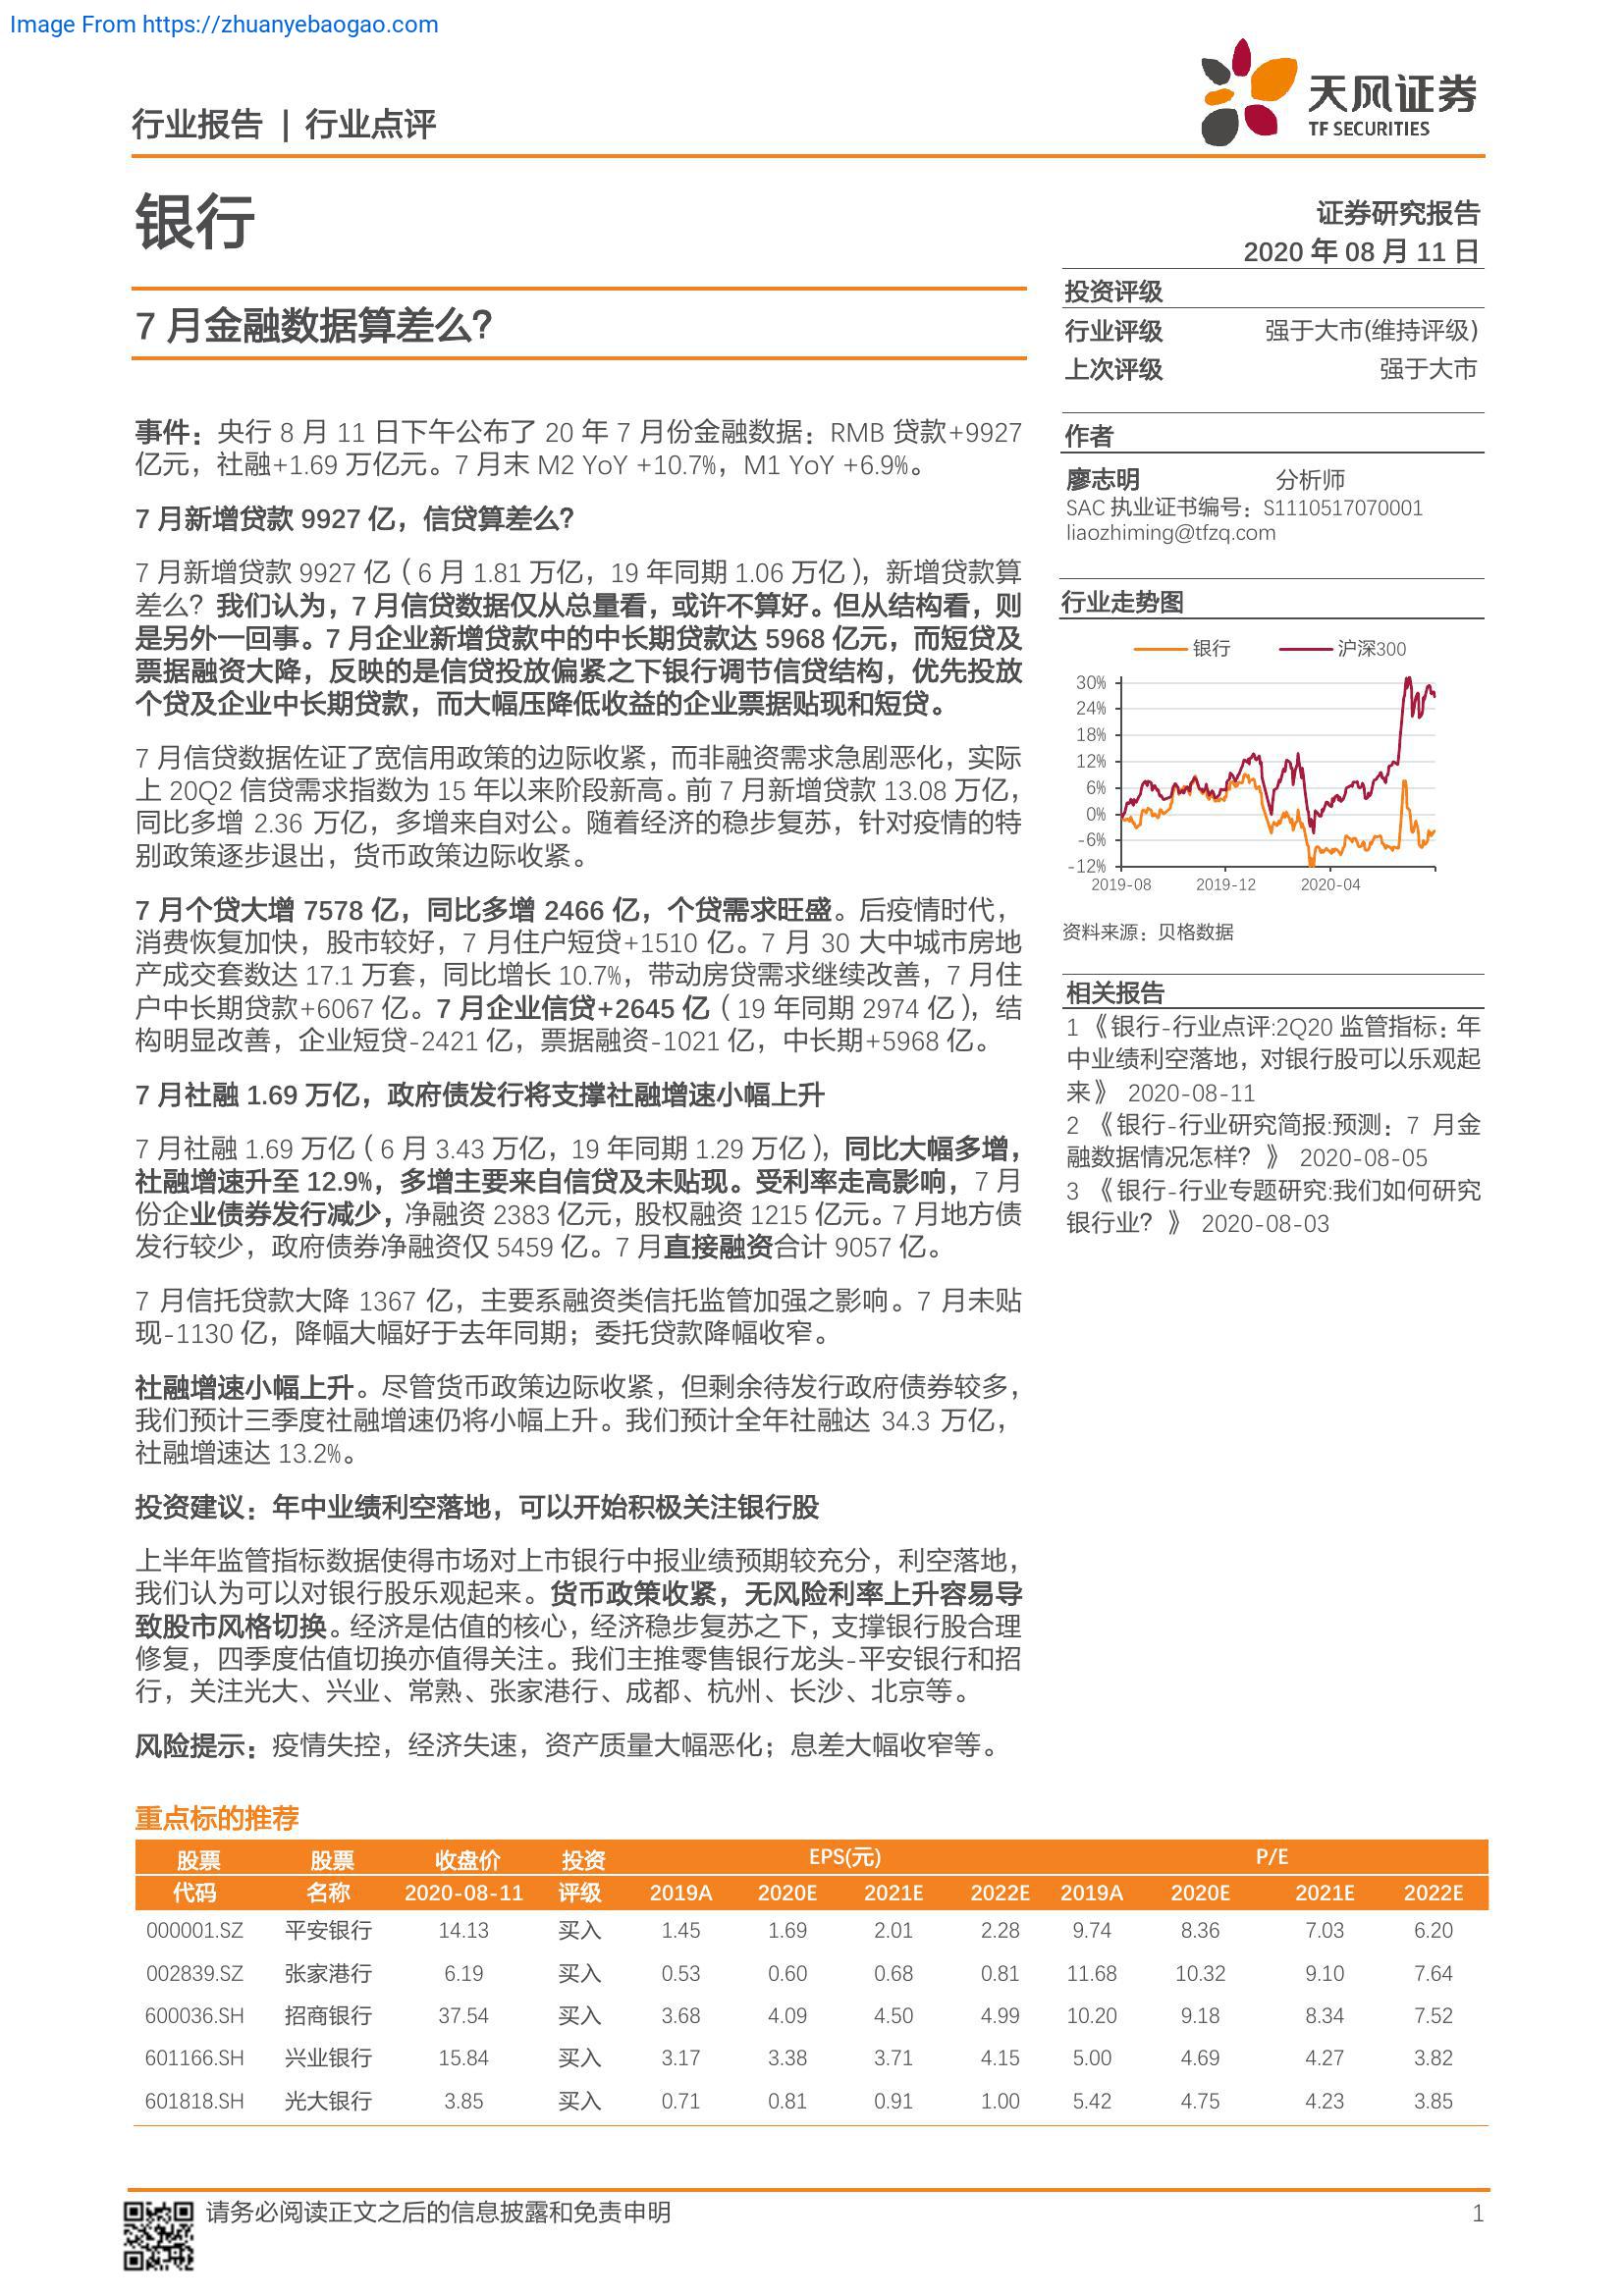 Image From https://zhuanyebaogao.com
行业报告 | 行业点评
天风证券
TF SECURITIES
银行
证券研究报告
2020 年 08 月 11 日
7 月金融数据算差么?
投资评级
行业评级 强于大市(维持评级)
上次评级 强于大市
作者
廖志明 分析师
SAC 执业证书编号：S1110517070001
liaozhiming@tfzq.com
行业走势图
银行 沪深300
30%
24%
18%
12%
6%
0%
-6%
-12%
2019-08 2019-12 2020-04
资料来源：贝格数据
相关报告
1 《银行-行业点评:2Q20 监管指标：年
中业绩利空落地，对银行股可以乐观起
来》 2020-08-11
2 《银行-行业研究简报:预测：7 月金
融数据情况怎样？》 2020-08-05
3 《银行-行业专题研究:我们如何研究
银行业？》 2020-08-03
事件：央行 8 月 11 日下午公布了 20 年 7 月份金融数据：RMB 贷款+9927
亿元，社融+1.69 万亿元。7 月末 M2 YoY +10.7%，M1 YoY +6.9%。
7 月新增贷款 9927 亿，信贷算差么？
7 月新增贷款 9927 亿（6 月 1.81 万亿，19 年同期 1.06 万亿），新增贷款算
差么？我们认为，7 月信贷数据仅从总量看，或许不算好。但从结构看，则
是另外一回事。7 月企业新增贷款中的中长期贷款达 5968 亿元，而短贷及
票据融资大降，反映的是信贷投放偏紧之下银行调节信贷结构，优先投放
个贷及企业中长期贷款，而大幅压降低收益的企业票据贴现和短贷。
7 月信贷数据佐证了宽信用政策的边际收紧，而非融资需求急剧恶化，实际
上 20Q2 信贷需求指数为 15 年以来阶段新高。前 7 月新增贷款 13.08 万亿，
同比多增 2.36 万亿，多增来自对公。随着经济的稳步复苏，针对疫情的特
别政策逐步退出，货币政策边际收紧。
7 月个贷大增 7578 亿，同比多增 2466 亿，个贷需求旺盛。后疫情时代，
消费恢复加快，股市较好，7 月住户短贷+1510 亿。7 月 30 大中城市房地
产成交套数达 17.1 万套，同比增长 10.7%，带动房贷需求继续改善，7 月住
户中长期贷款+6067 亿。7 月企业信贷+2645 亿（19 年同期 2974 亿），结
构明显改善，企业短贷-2421 亿，票据融资-1021 亿，中长期+5968 亿。
7 月社融 1.69 万亿，政府债发行将支撑社融增速小幅上升
7 月社融 1.69 万亿（6 月 3.43 万亿，19 年同期 1.29 万亿），同比大幅多增，
社融增速升至 12.9%，多增主要来自信贷及未贴现。受利率走高影响，7 月
份企业债券发行减少，净融资 2383 亿元，股权融资 1215 亿元。7 月地方债
发行较少，政府债券净融资仅 5459 亿。7 月直接融资合计 9057 亿。
7 月信托贷款大降 1367 亿，主要系融资类信托监管加强之影响。7 月未贴
现-1130 亿，降幅大幅好于去年同期；委托贷款降幅收窄。
社融增速小幅上升。尽管货币政策边际收紧，但剩余待发行政府债券较多，
我们预计三季度社融增速仍将小幅上升。我们预计全年社融达 34.3 万亿，
社融增速达 13.2%。
投资建议：年中业绩利空落地，可以开始积极关注银行股
上半年监管指标数据使得市场对上市银行中报业绩预期较充分，利空落地，
我们认为可以对银行股乐观起来。货币政策收紧，无风险利率上升容易导
致股市风格切换。经济是估值的核心，经济稳步复苏之下，支撑银行股合理
修复，四季度估值切换亦值得关注。我们主推零售银行龙头-平安银行和招
行，关注光大、兴业、常熟、张家港行、成都、杭州、长沙、北京等。
风险提示：疫情失控，经济失速，资产质量大幅恶化；息差大幅收窄等。
重点标的推荐
股票 股票 收盘价 投资 EPS(元) P/E
代码 名称 2020-08-11 评级 2019A 2020E 2021E 2022E 2019A 2020E 2021E 2022E
000001.SZ 平安银行 14.13 买入 1.45 1.69 2.01 2.28 9.74 8.36 7.03 6.20
002839.SZ 张家港行 6.19 买入 0.53 0.60 0.68 0.81 11.68 10.32 9.10 7.64
600036.SH 招商银行 37.54 买入 3.68 4.09 4.50 4.99 10.20 9.18 8.34 7.52
601166.SH 兴业银行 15.84 买入 3.17 3.38 3.71 4.15 5.00 4.69 4.27 3.82
601818.SH 光大银行 3.85 买入 0.71 0.81 0.91 1.00 5.42 4.75 4.23 3.85
请务必阅读正文之后的信息披露和免责申明 1